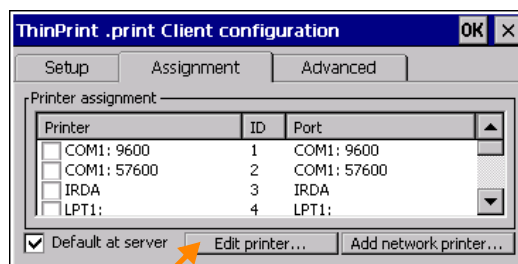 ThinPrint .print Client configuration OK ×
Setup Assignment Advanced
Printer assignment
Printer ID Port
COM1: 9600 1 COM1: 9600
COM1: 57600 2 COM1: 57600
IRDA 3 IRDA
LPT1: 4 LPT1:
Default at server Edit printer... Add network printer...